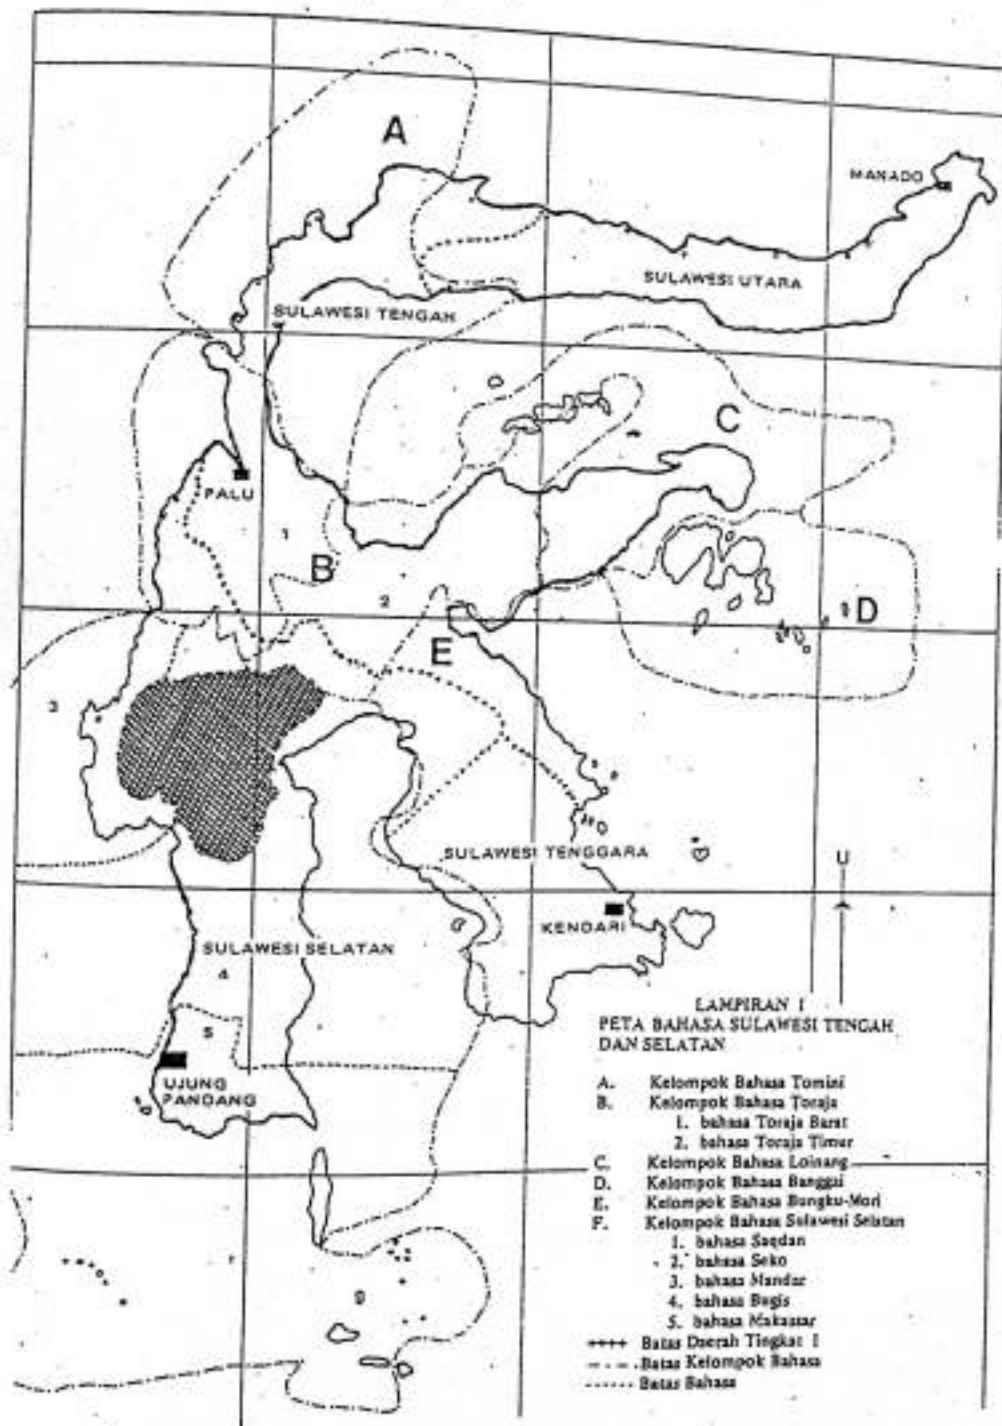 A
MANADO
SULAWESI UTARA
SULAWESI TENGAH
C
PALU
1
B
2
D
E
3
SULAWESI TENGGARA
U
KENDARI
SULAWESI SELATAN
4
5
UJUNG
PANDANG
9
LAMPIRAN I
PETA BAHASA SULAWESI TENGAH
DAN SELATAN
A. Kelompok Bahasa Tomini
B. Kelompok Bahasa Toraja
1. bahasa Toraja Barat
2. bahasa Toraja Timur
C. Kelompok Bahasa Loinang
D. Kelompok Bahasa Banggai
E. Kelompok Bahasa Bungku-Mori
F. Kelompok Bahasa Sulawesi Selatan
1. bahasa Saqdan
2. bahasa Seko
3. bahasa Mandar
4. bahasa Bugis
5. bahasa Makassar
++++ Batas Daerah Tingkat I
-.-.- Batas Kelompok Bahasa
...... Batas Bahasa